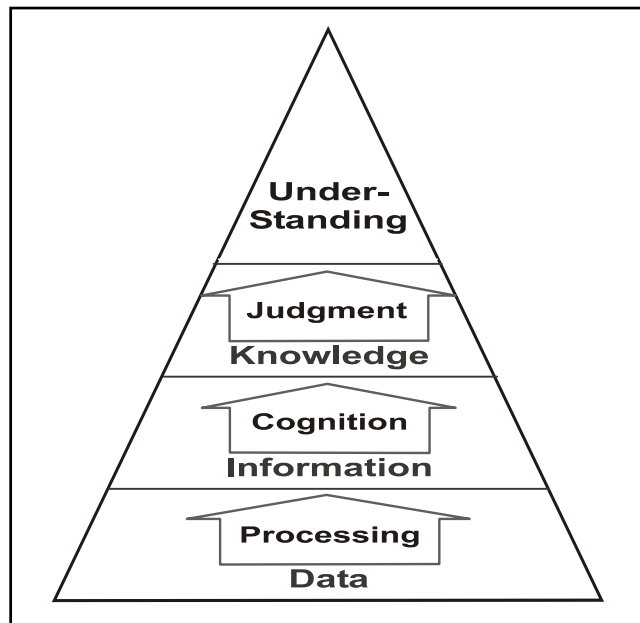 Under-
Standing
Judgment
Knowledge
Cognition
Information
Processing
Data